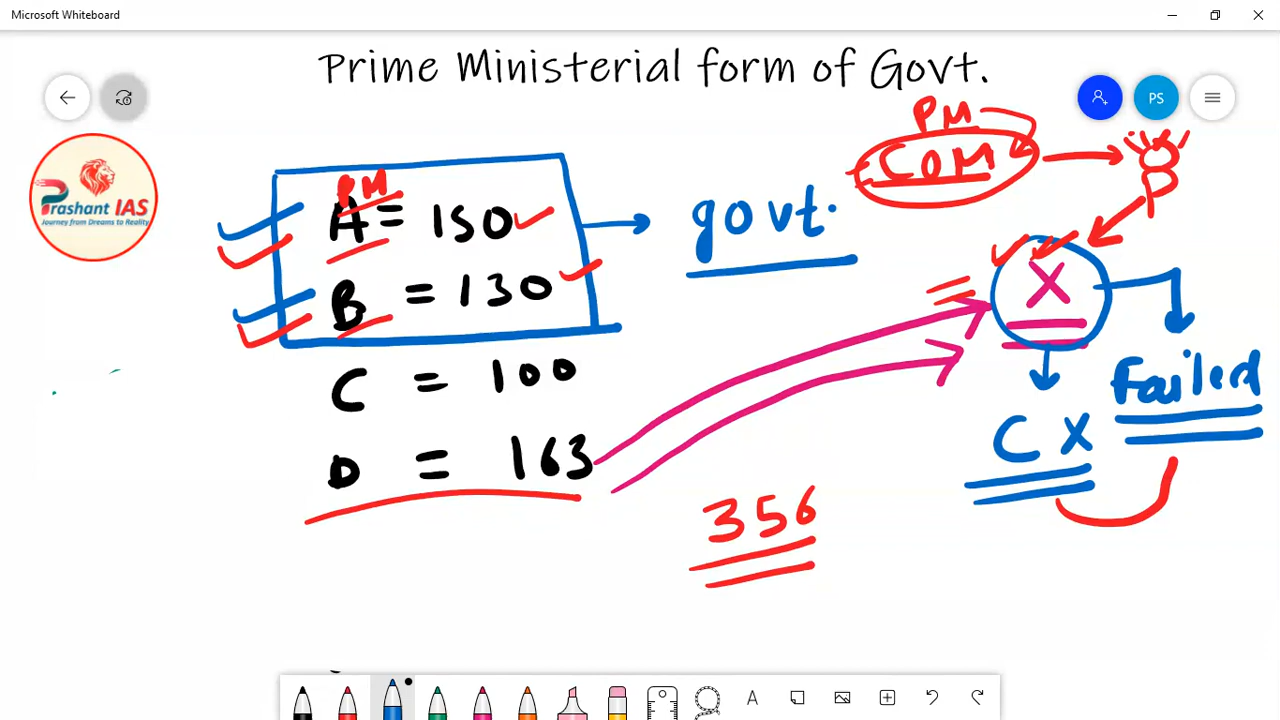 Microsoft Whiteboard
Prime Ministerial form of Govt.
PS
Prashant IAS
Journey from Dreams to Reality
PM
COM
P
PM
A = 150
govt.
B = 130
X
C = 100
Failed
C X
D = 163
356
A